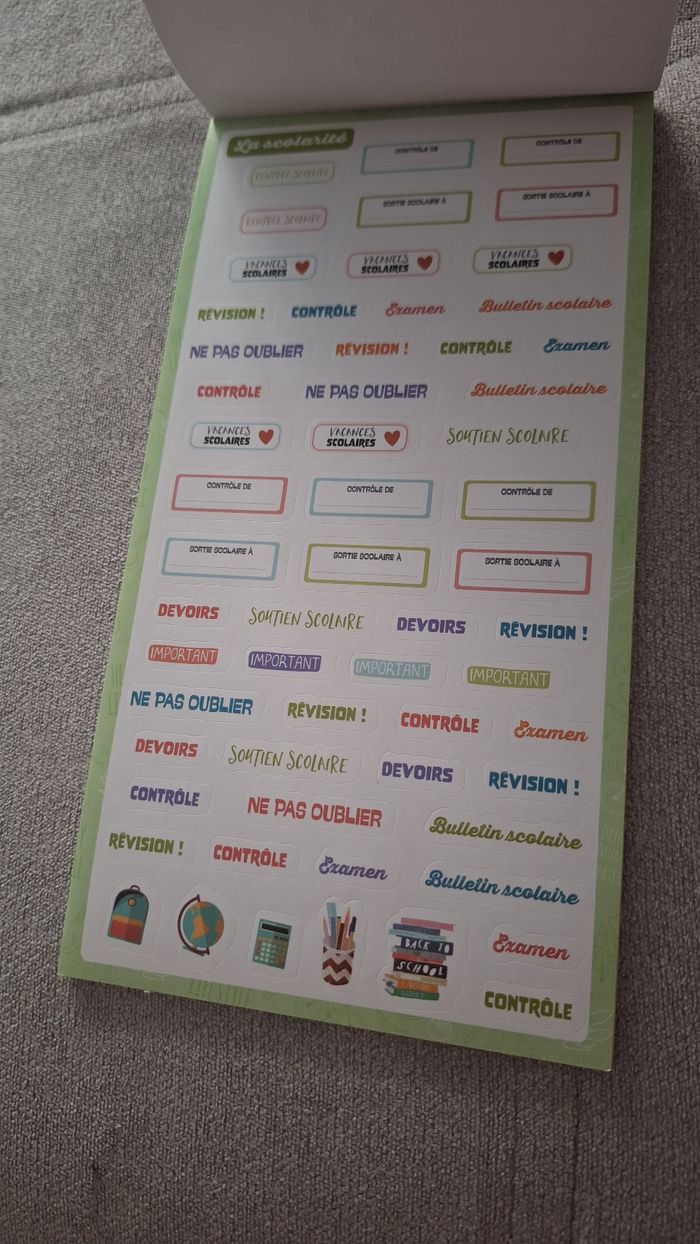 La scolarité
CONTRÔLE DE
CONTRÔLE DE
RENTRÉE SCOLAIRE
SORTIE SCOLAIRE À
SORTIE SCOLAIRE À
RENTRÉE SCOLAIRE
VACANCES SCOLAIRES
VACANCES SCOLAIRES
VACANCES SCOLAIRES
RÉVISION ! CONTRÔLE Examen Bulletin scolaire
NE PAS OUBLIER RÉVISION ! CONTRÔLE Examen
CONTRÔLE NE PAS OUBLIER Bulletin scolaire
VACANCES SCOLAIRES
VACANCES SCOLAIRES
SOUTIEN SCOLAIRE
CONTRÔLE DE CONTRÔLE DE CONTRÔLE DE
SORTIE SCOLAIRE À SORTIE SCOLAIRE À SORTIE SCOLAIRE À
DEVOIRS SOUTIEN SCOLAIRE DEVOIRS RÉVISION !
IMPORTANT IMPORTANT IMPORTANT IMPORTANT
NE PAS OUBLIER RÉVISION ! CONTRÔLE Examen
DEVOIRS SOUTIEN SCOLAIRE DEVOIRS RÉVISION !
CONTRÔLE NE PAS OUBLIER Bulletin scolaire
RÉVISION ! CONTRÔLE Examen Bulletin scolaire
BACK TO
SCHOOL
Examen
CONTRÔLE